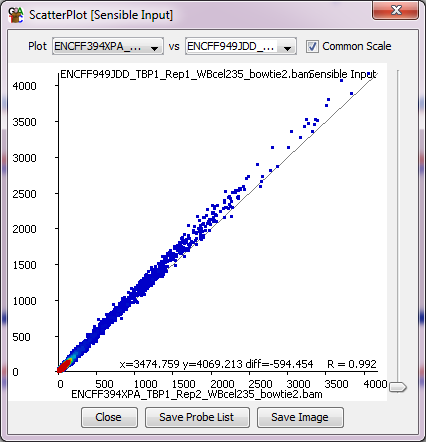 ScatterPlot [Sensible Input]
Plot ENCFF394XPA_... vs ENCFF949JDD_... Common Scale
ENCFF949JDD_TBP1_Rep1_WBcel235_bowtie2.bam Sensible Input
4000
3500
3000
2500
2000
1500
1000
500
0
x=3474.759 y=4069.213 diff=-594.454 R = 0.992
0 500 1000 1500 2000 2500 3000 3500 4000
ENCFF394XPA_TBP1_Rep2_WBcel235_bowtie2.bam
Close Save Probe List Save Image